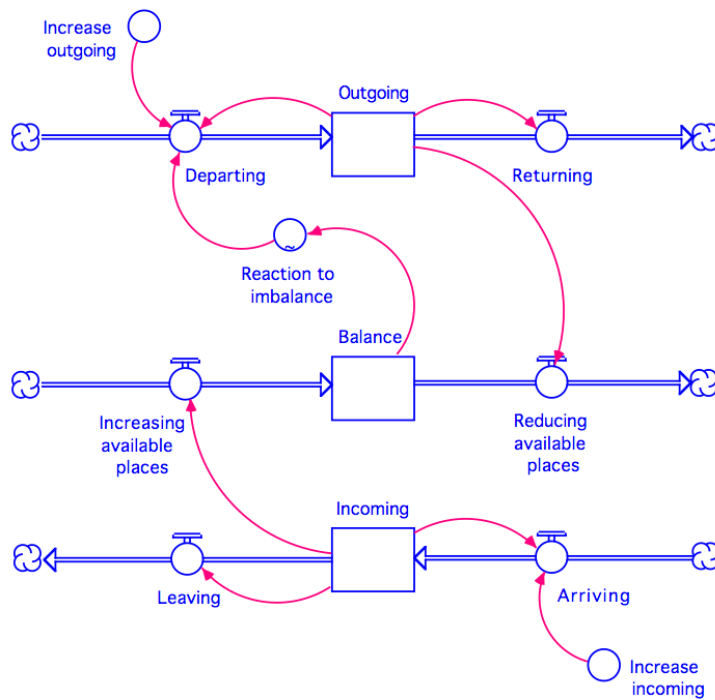 Increase
outgoing
Outgoing
Departing
Returning
Reaction to
imbalance
~
Balance
Increasing
available
places
Reducing
available
places
Incoming
Leaving
Arriving
Increase
incoming